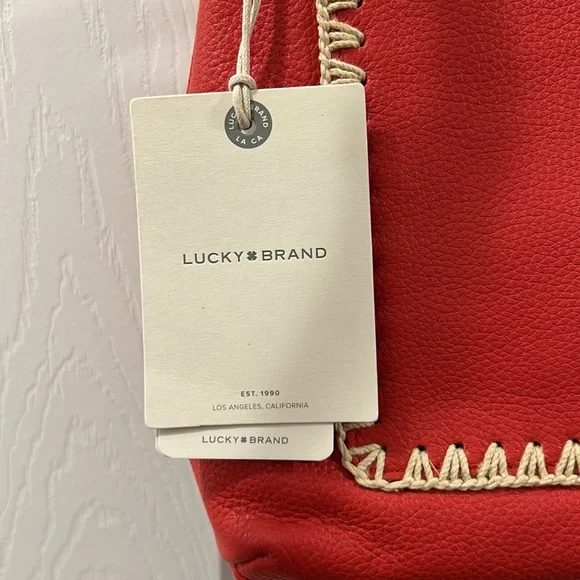 LUCKY BRAND
LA CA
LUCKY BRAND
EST. 1990
LOS ANGELES, CALIFORNIA
LUCKY BRAND